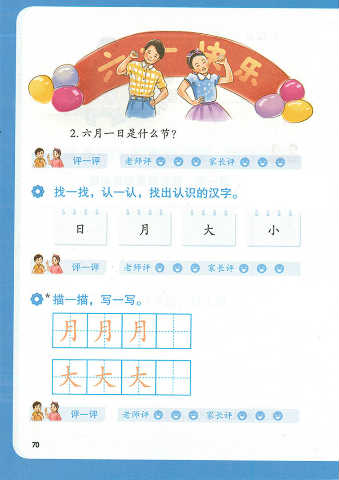 六一快乐
2.六月一日是什么节？
评一评 老师评 家长评
找一找，认一认，找出认识的汉字。
日 月 大 小
评一评 老师评 家长评
*描一描，写一写。
月 月 月
大 大 大
评一评 老师评 家长评
70